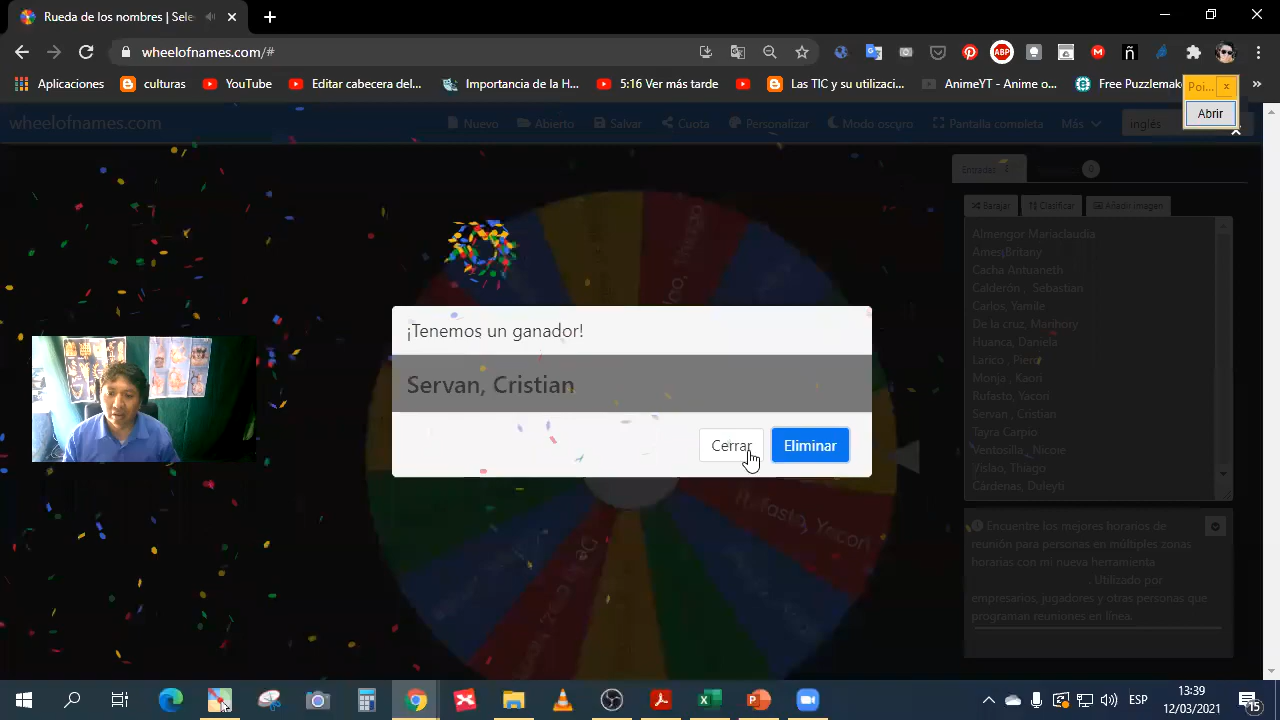 Rueda de los nombres | Sele
wheelofnames.com/#
Aplicaciones
culturas
YouTube
Editar cabecera del...
Importancia de la H...
5:16 Ver más tarde
Las TIC y su utilizaci...
AnimeYT - Anime o...
Free Puzzlemak
»
Poi...
Abrir
wheelofnames.com
Nuevo
Abierto
Salvar
Cuota
Personalizar
Modo oscuro
Pantalla completa
Más
inglés
Entradas
Barajar
Clasificar
Añadir imagen
Almengor Mariaclaudia
Ames Britany
Cacha Antuaneth
Calderón , Sebastian
Carlos, Yamile
De la cruz, Marihory
Huanca, Daniela
Larico , Piero
Monja , Kaori
Rufasto, Yacori
Servan , Cristian
Tayra Carpio
Ventosilla , Nicole
Vislao, Thiago
Cárdenas, Duleyti
¡Tenemos un ganador!
Servan, Cristian
Cerrar
Eliminar
Rufasto, Yacori
Encuentre los mejores horarios de
reunión para personas en múltiples zonas
horarias con mi nueva herramienta
. Utilizado por
empresarios, jugadores y otras personas que
programan reuniones en línea.
ESP
13:39
12/03/2021
15